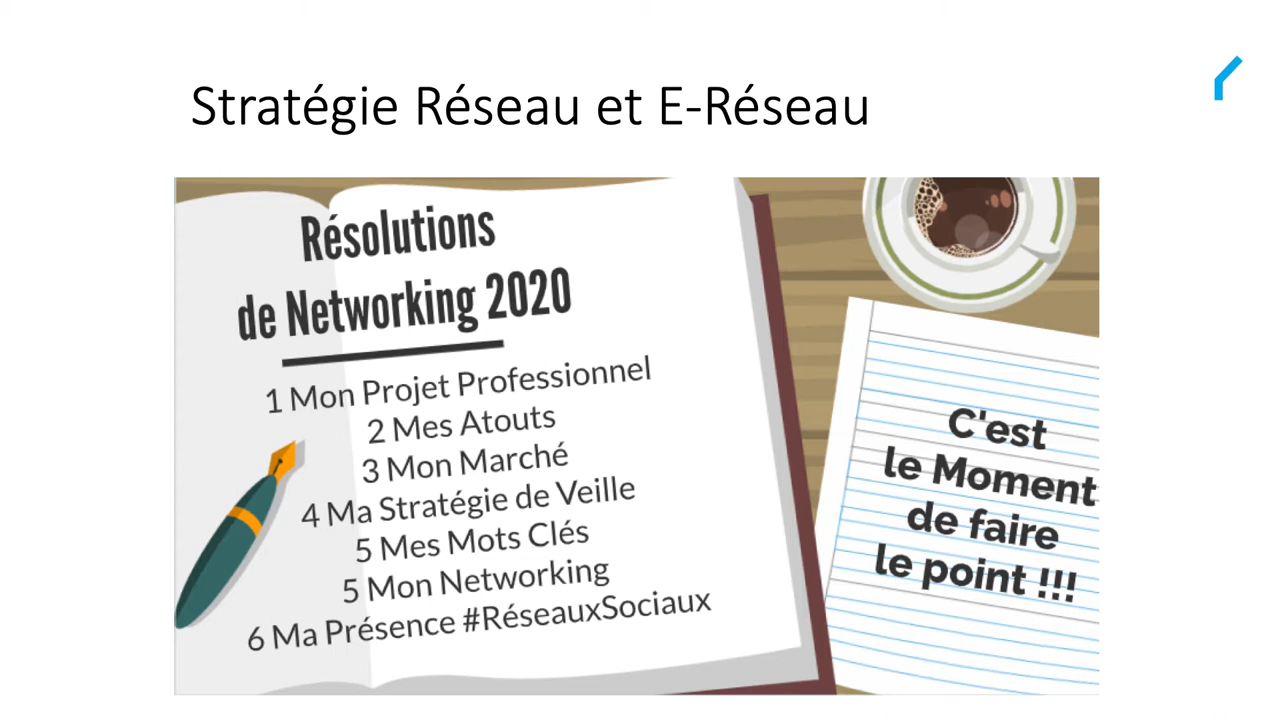 Stratégie Réseau et E-Réseau
Résolutions
de Networking 2020
1 Mon Projet Professionnel
2 Mes Atouts
3 Mon Marché
4 Ma Stratégie de Veille
5 Mes Mots Clés
5 Mon Networking
6 Ma Présence #RéseauxSociaux
C'est
le Moment
de faire
le point !!!